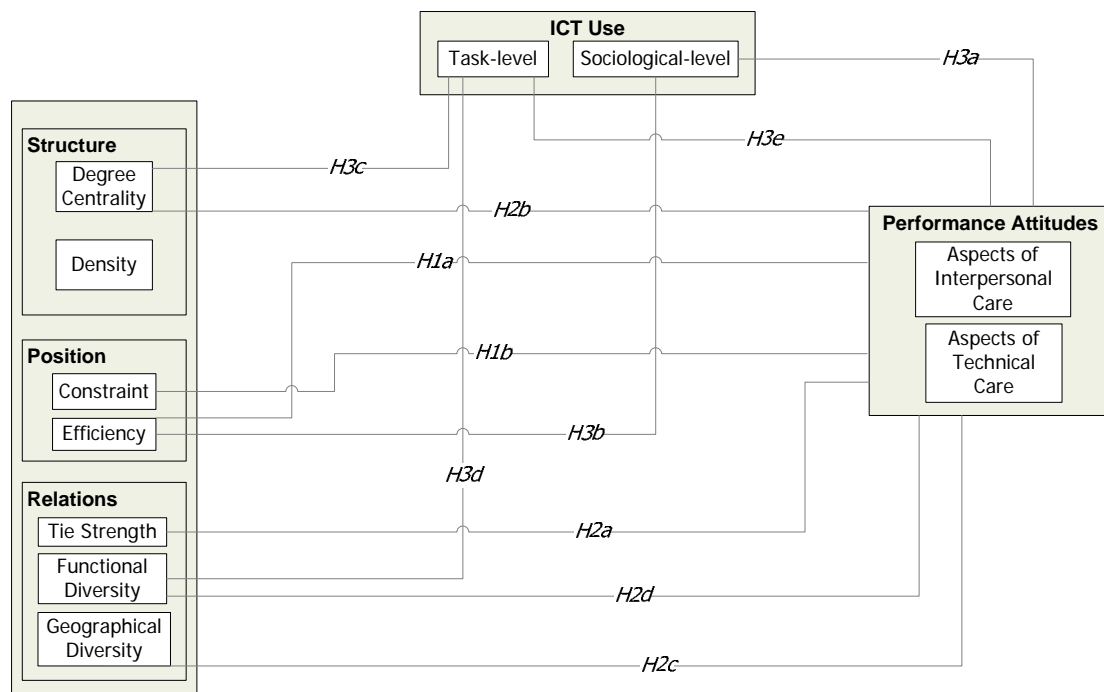 ICT Use
Task-level
Sociological-level
H3a
Structure
Degree
Centrality
H3c
H3e
H2b
Performance Attitudes
Density
H1a
Aspects of
Interpersonal
Care
Position
Constraint
H1b
Aspects of
Technical
Care
Efficiency
H3b
H3d
Relations
Tie Strength
H2a
Functional
Diversity
H2d
Geographical
Diversity
H2c